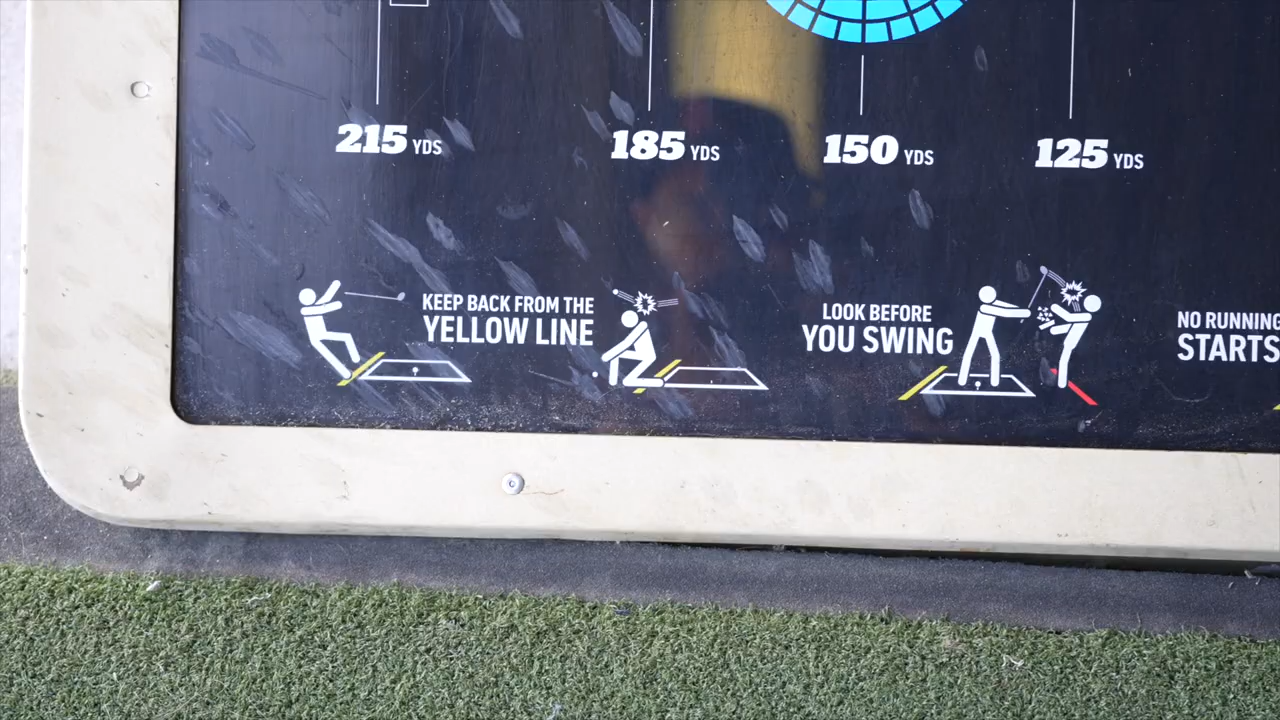 215 YDS
185 YDS
150 YDS
125 YDS
KEEP BACK FROM THE
YELLOW LINE
LOOK BEFORE
YOU SWING
NO RUNNING
STARTS